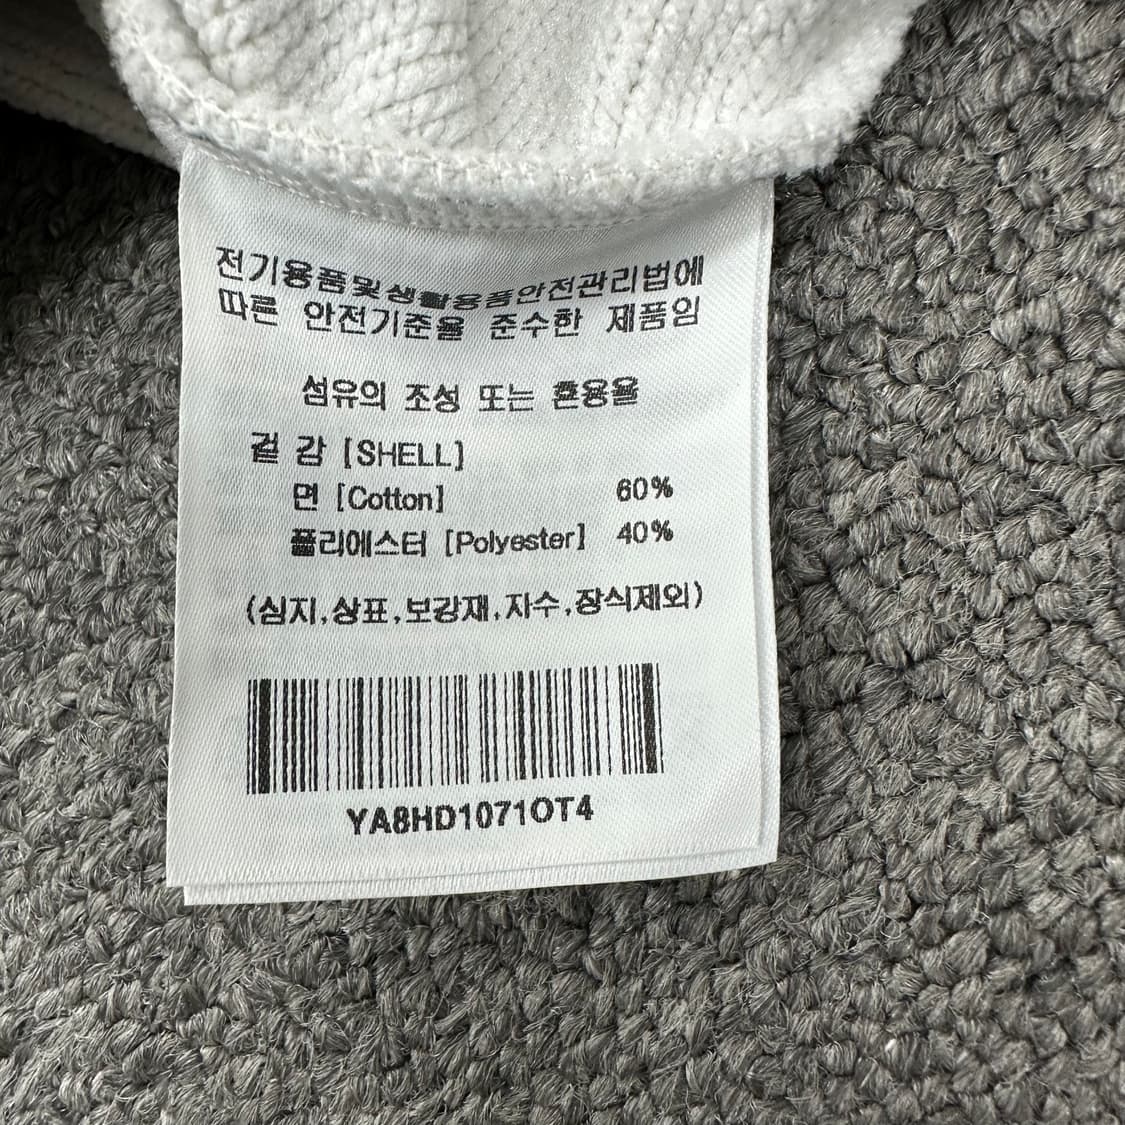 전기용품및생활용품안전관리법에
따른 안전기준을 준수한 제품임
섬유의 조성 또는 혼용율
겉 감 [SHELL]
면 [Cotton] 60%
폴리에스터 [Polyester] 40%
(심지,상표,보강재,자수,장식제외)
YA8HD1071OT4